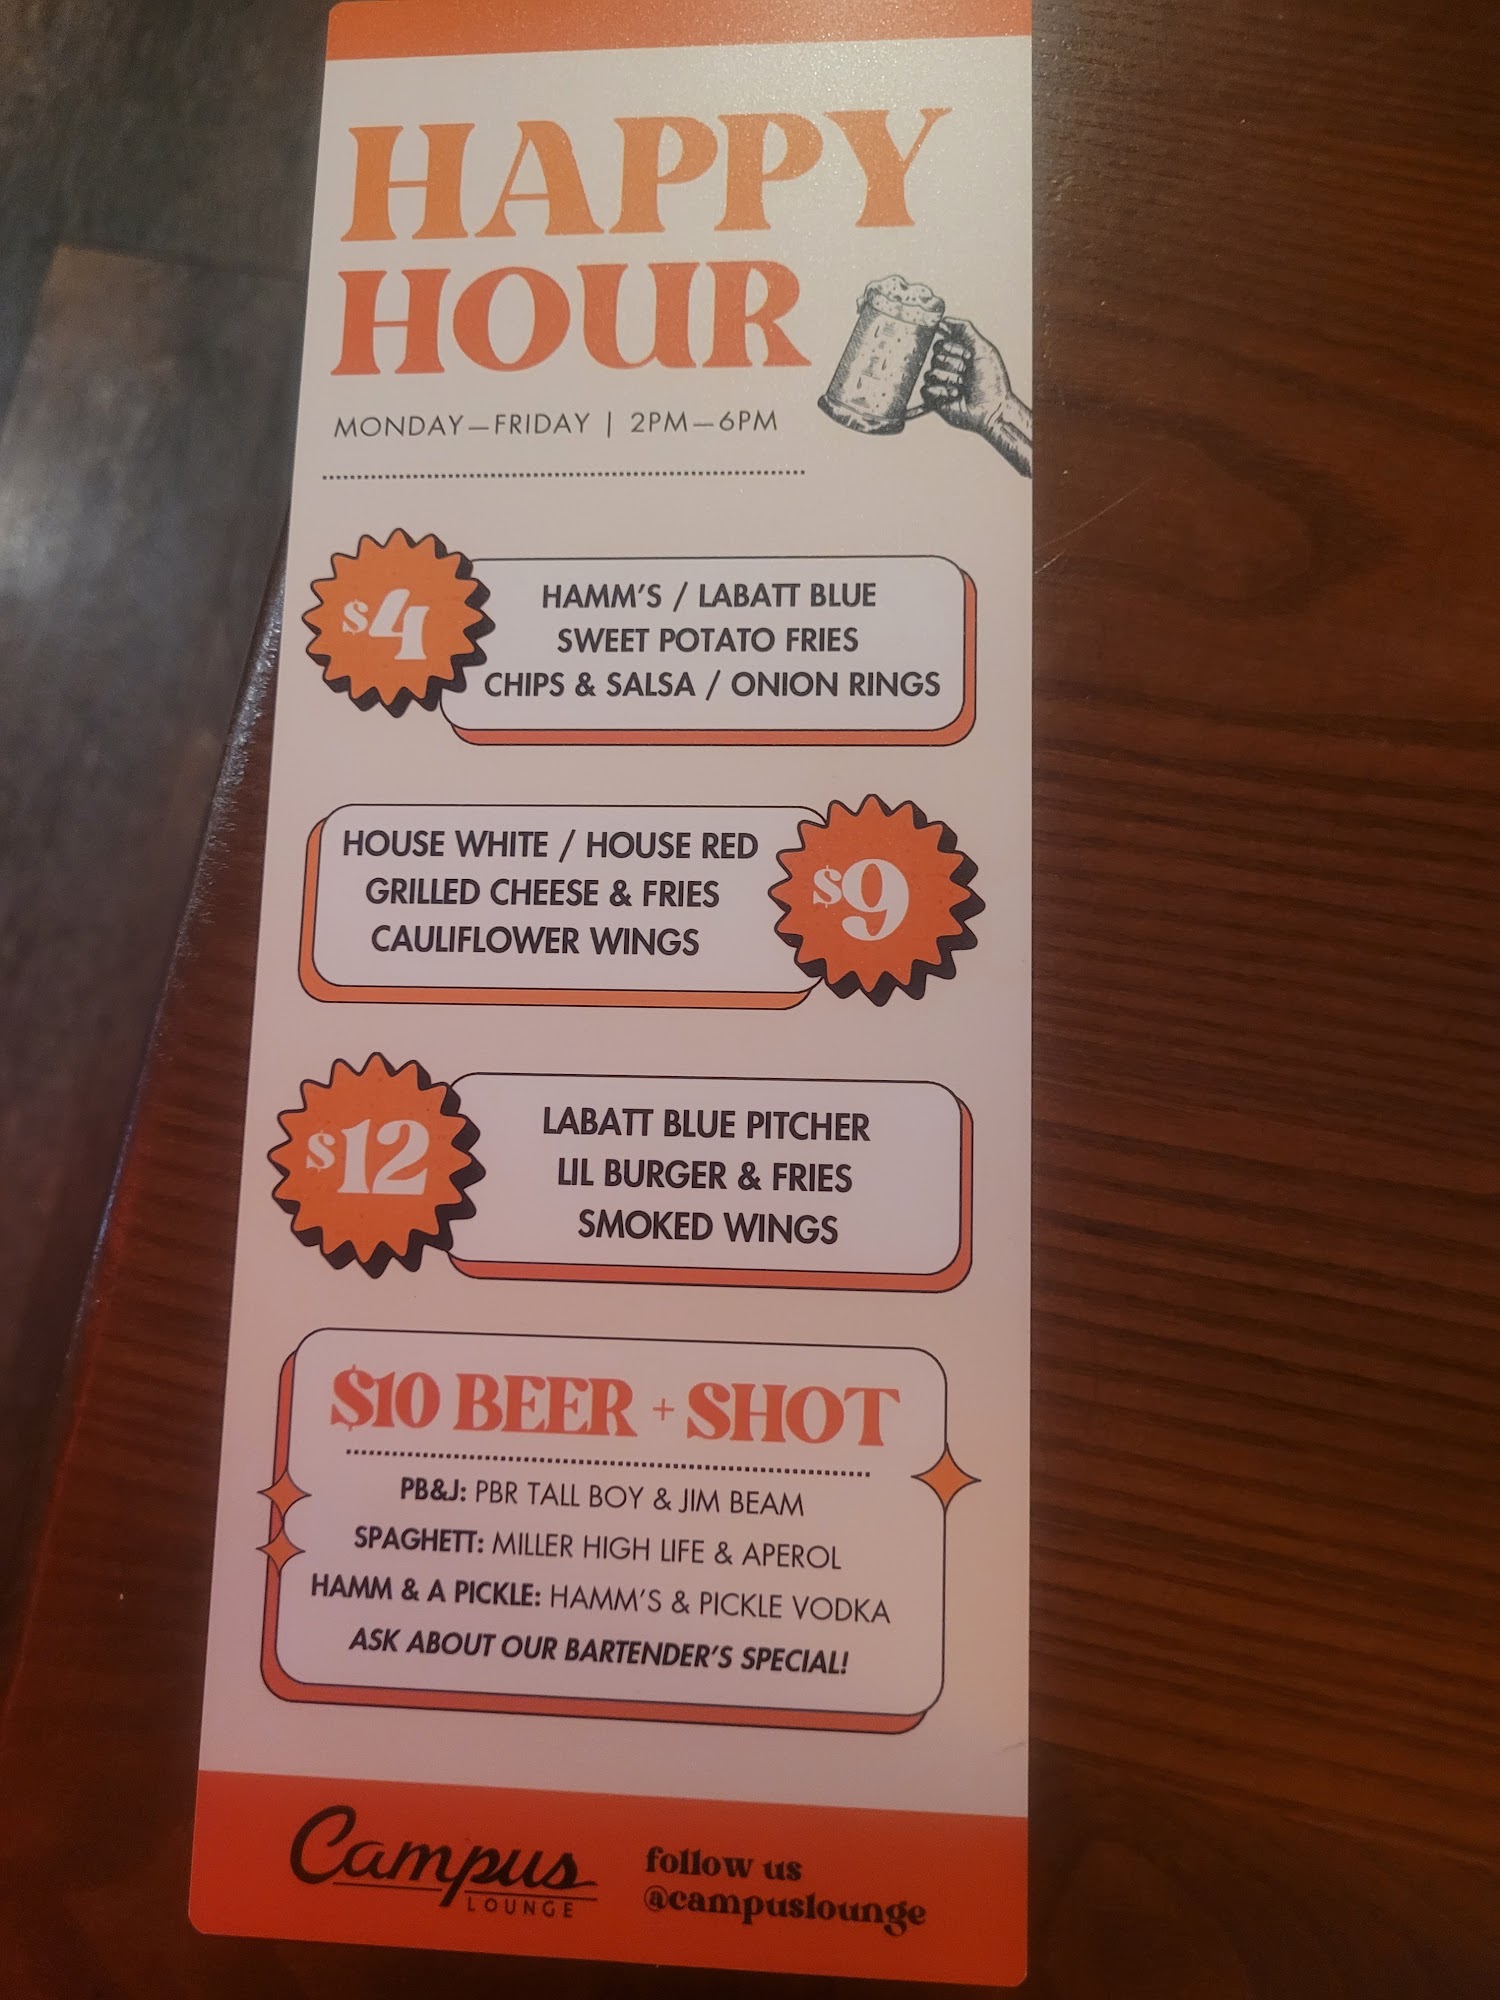 HAPPY
HOUR
MONDAY—FRIDAY | 2PM—6PM
$4
HAMM'S / LABATT BLUE
SWEET POTATO FRIES
CHIPS & SALSA / ONION RINGS
HOUSE WHITE / HOUSE RED
GRILLED CHEESE & FRIES
CAULIFLOWER WINGS
$9
$12
LABATT BLUE PITCHER
LIL BURGER & FRIES
SMOKED WINGS
$10 BEER + SHOT
PB&J: PBR TALL BOY & JIM BEAM
SPAGHETT: MILLER HIGH LIFE & APEROL
HAMM & A PICKLE: HAMM'S & PICKLE VODKA
ASK ABOUT OUR BARTENDER'S SPECIAL!
Campus
LOUNGE
follow us
@campuslounge